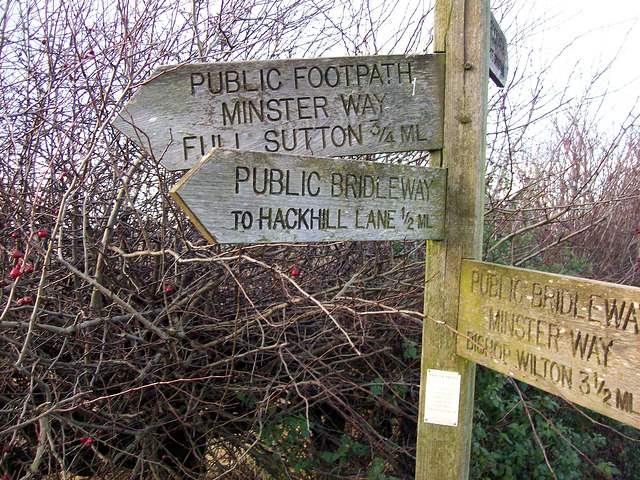 PUBLIC FOOTPATH
MINSTER WAY
FULL SUTTON 3/4 ML
PUBLIC BRIDLEWAY
TO HACKHILL LANE 1/2 ML
PUBLIC BRIDLEWA
MINSTER WAY
BISHOP WILTON 3 1/2 ML